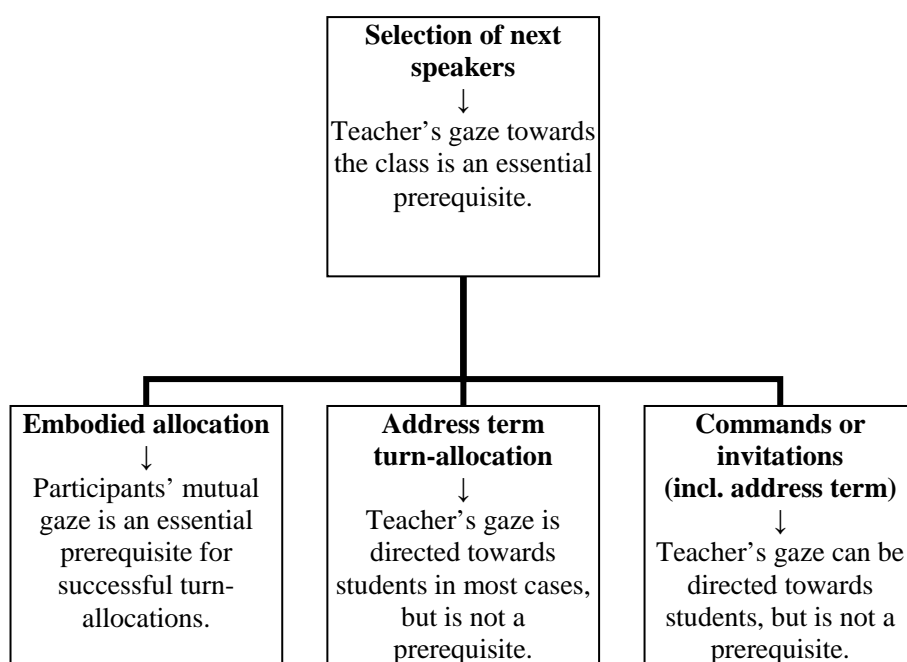 Selection of next
speakers
↓
Teacher’s gaze towards
the class is an essential
prerequisite.
Embodied allocation
↓
Participants’ mutual
gaze is an essential
prerequisite for
successful turn-
allocations.
Address term
turn-allocation
↓
Teacher’s gaze is
directed towards
students in most cases,
but is not a
prerequisite.
Commands or
invitations
(incl. address term)
↓
Teacher’s gaze can be
directed towards
students, but is not a
prerequisite.